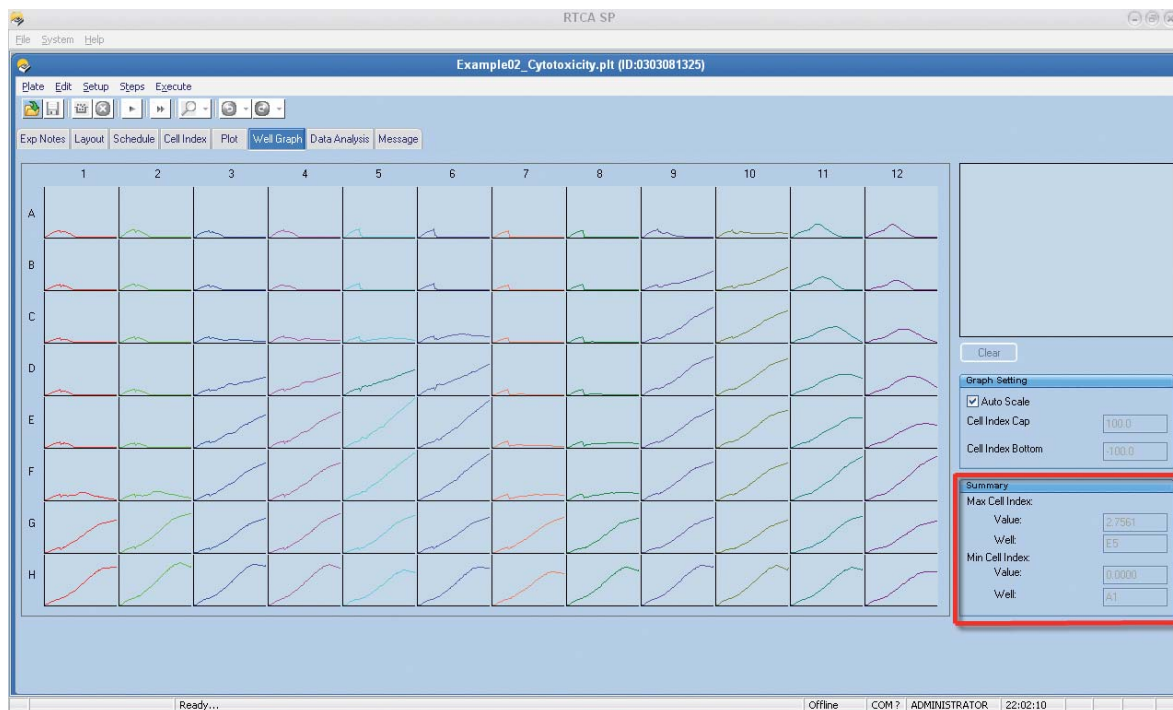 RTCA SP
File System Help
Example02_Cytotoxicity.plt (ID:0303081325)
Plate Edit Setup Steps Execute
Exp Notes Layout Schedule Cell Index Plot Well Graph Data Analysis Message
1 2 3 4 5 6 7 8 9 10 11 12
A
B
C
D
E
F
G
H
Clear
Graph Setting
Auto Scale
Cell Index Cap 100.0
Cell Index Bottom -100.0
Summary
Max Cell Index:
Value: 2.7561
Well: E5
Min Cell Index:
Value: 0.0000
Well: A1
Ready... Offline COM ? ADMINISTRATOR 22:02:10